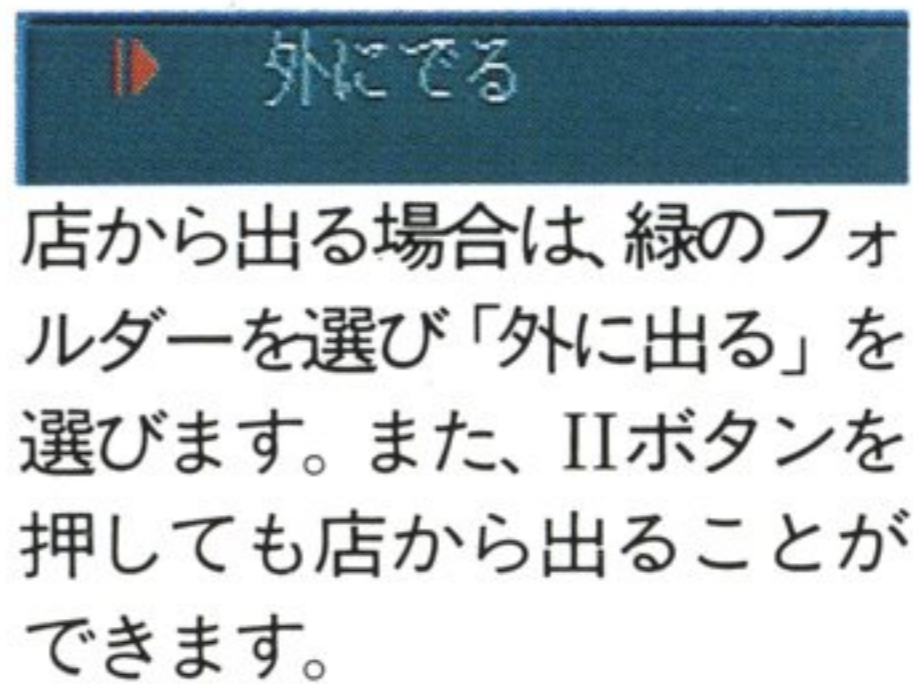 外にでる
店から出る場合は、緑のフォ
ルダーを選び「外に出る」を
選びます。また、IIボタンを
押しても店から出ることが
できます。